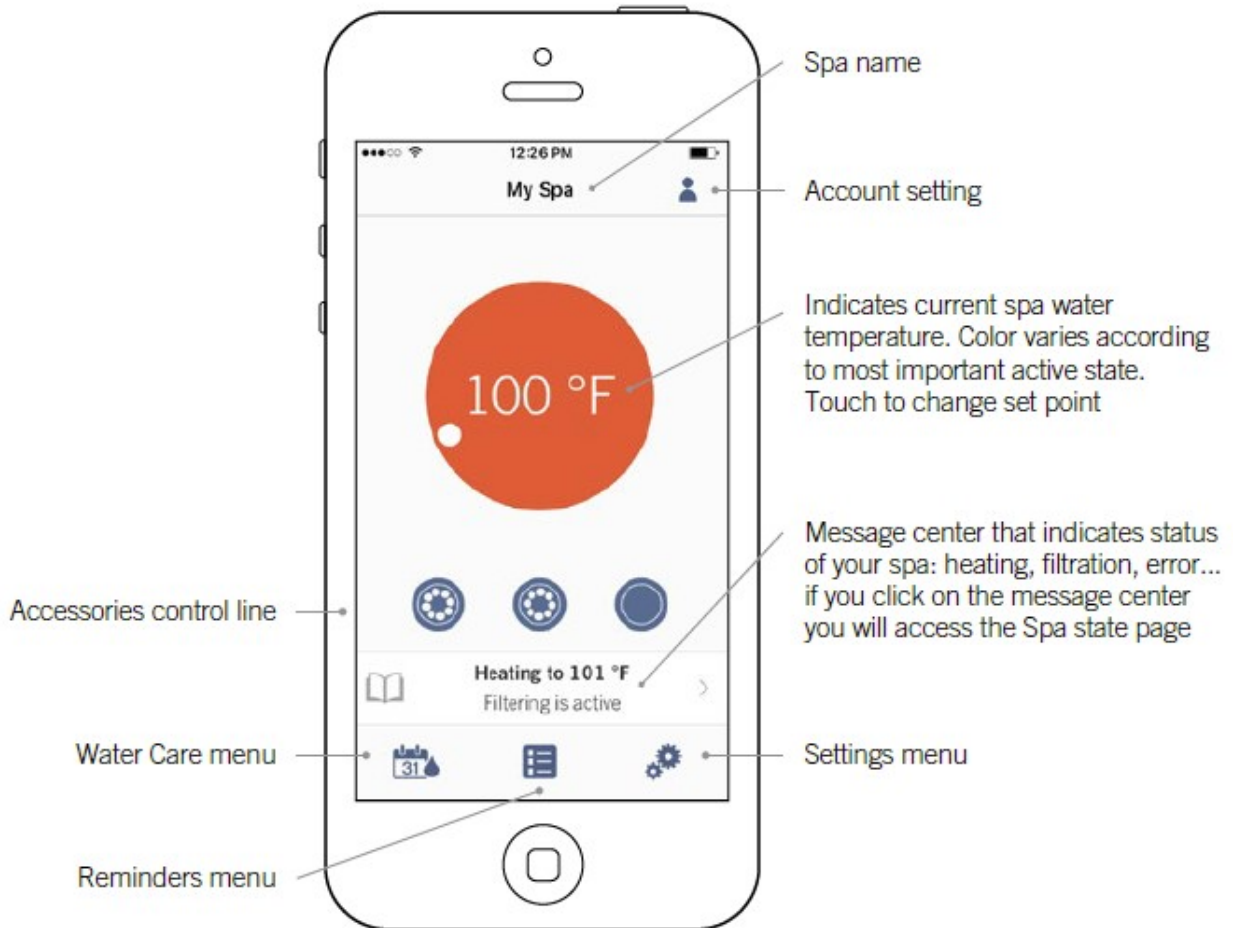 Spa name
12:26 PM
My Spa
Account setting
Indicates current spa water
temperature. Color varies according
to most important active state.
Touch to change set point
100 °F
Message center that indicates status
of your spa: heating, filtration, error...
if you click on the message center
you will access the Spa state page
Accessories control line
Heating to 101 °F
Filtering is active
Water Care menu
31
Settings menu
Reminders menu